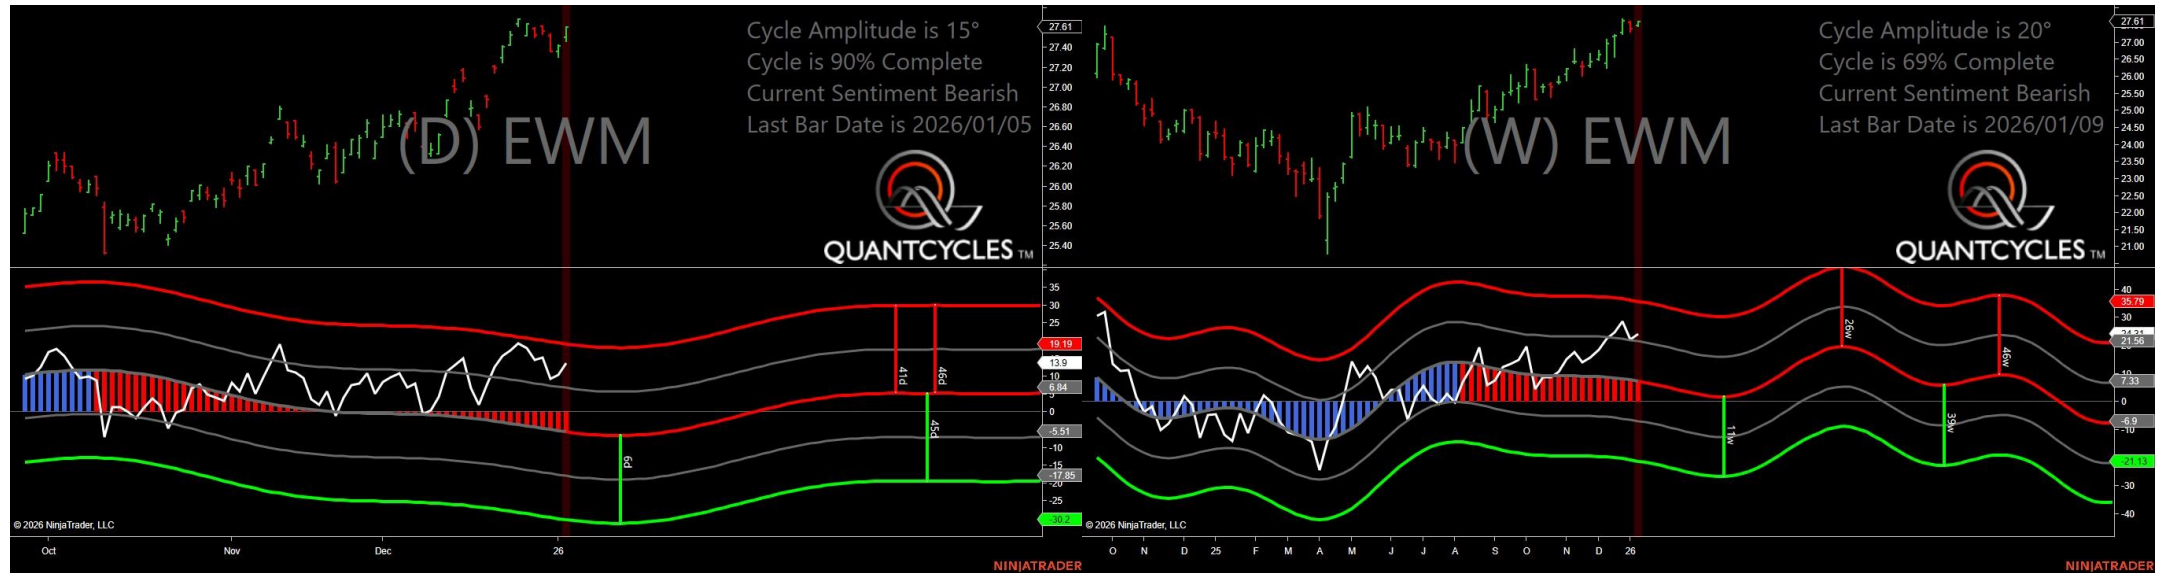 Cycle Amplitude is 15°
Cycle is 90% Complete
Current Sentiment Bearish
Last Bar Date is 2026/01/05
(D) EWM
QUANTCYCLES TM
27.61
27.40
27.20
27.00
26.80
26.60
26.40
26.20
26.00
25.80
25.60
25.40
35
30
25
19.19
13.9
10
6.84
5
0
-5.51
-10
-15
-17.85
-25
-30.2
6d
41d
46d
45d
© 2026 NinjaTrader, LLC
Oct Nov Dec 26
NINJATRADER
Cycle Amplitude is 20°
Cycle is 69% Complete
Current Sentiment Bearish
Last Bar Date is 2026/01/09
(W) EWM
QUANTCYCLES TM
27.61
27.00
26.50
26.00
25.50
25.00
24.50
24.00
23.50
23.00
22.50
22.00
21.50
21.00
40
35.79
30
21.56
7.33
0
-6.9
-10
-21.13
-30
-40
11w
26w
39w
46w
© 2026 NinjaTrader, LLC
O N D 25 F M A M J J A S O N D 26
NINJATRADER